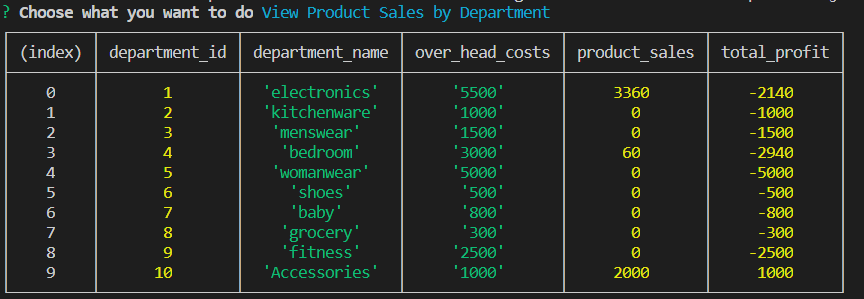 ? Choose what you want to do View Product Sales by Department
(index) department_id department_name over_head_costs product_sales total_profit
0 1 'electronics' '5500' 3360 -2140
1 2 'kitchenware' '1000' 0 -1000
2 3 'menswear' '1500' 0 -1500
3 4 'bedroom' '3000' 60 -2940
4 5 'womanwear' '5000' 0 -5000
5 6 'shoes' '500' 0 -500
6 7 'baby' '800' 0 -800
7 8 'grocery' '300' 0 -300
8 9 'fitness' '2500' 0 -2500
9 10 'Accessories' '1000' 2000 1000